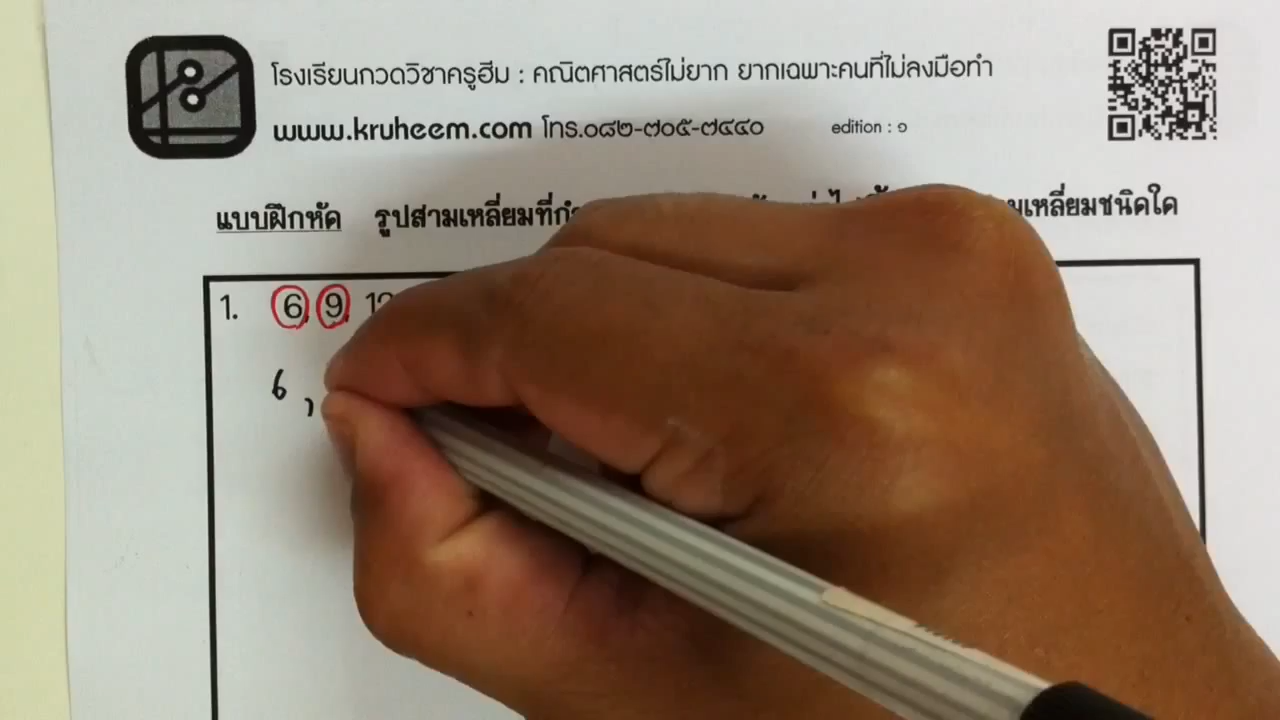 โรงเรียนกวดวิชาครูฮีม : คณิตศาสตร์ไม่ยาก ยากเฉพาะคนที่ไม่ลงมือทำ
www.kruheem.com โทร.๐๘๒-๗๐๕-๗๔๔๐ edition : ๑
แบบฝึกหัด รูปสามเหลี่ยมที่ เหลี่ยมชนิดใด
1. 6, 9,
6 ,